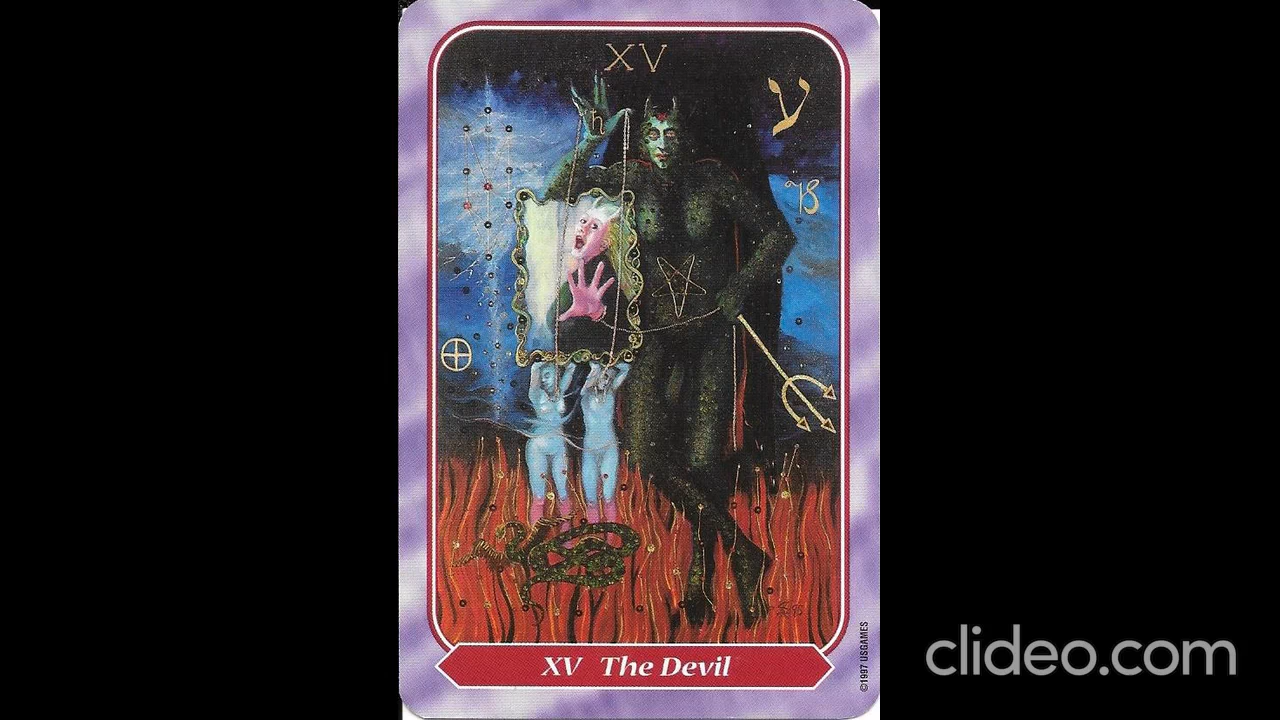 XV
ע
XV The Devil
©1997 USGAMES
clideo.com